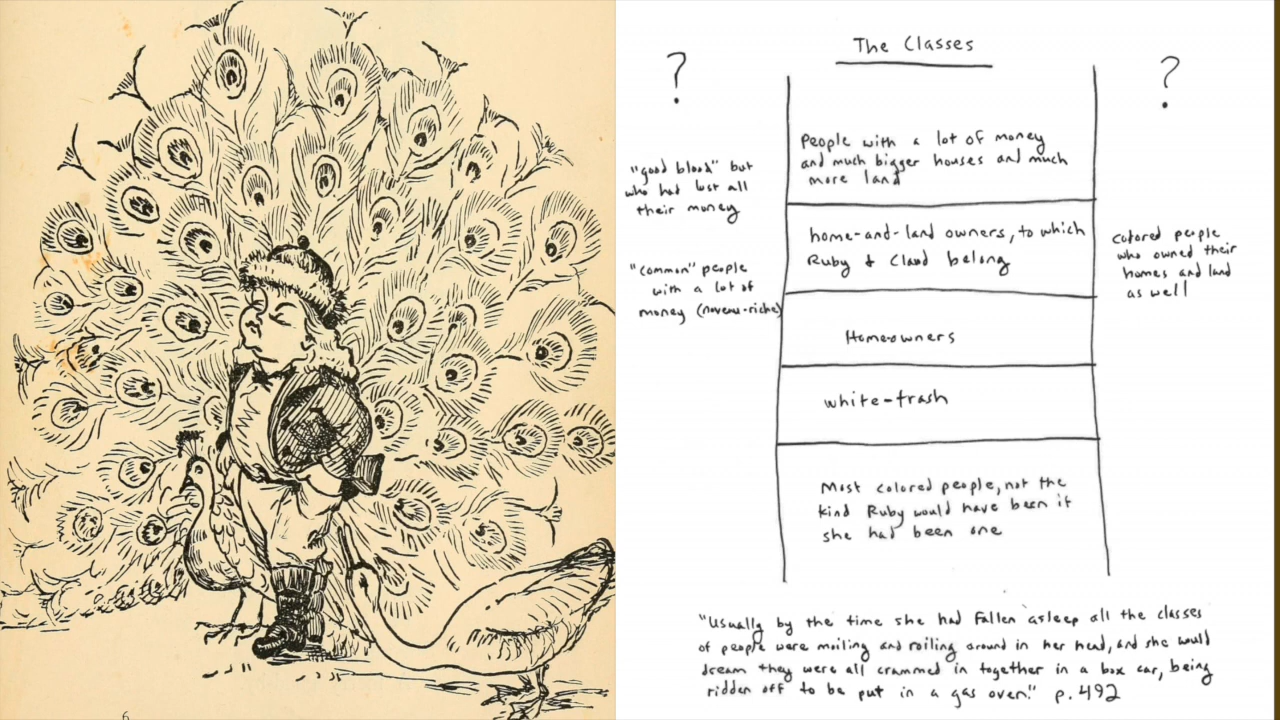 6
The Classes
?
?
People with a lot of money
and much bigger houses and much
more land
"good blood" but
who had lost all
their money
home-and-land owners, to which
Ruby & Claud belong
colored people
who owned their
homes and land
as well
"common" people
with a lot of
money (noveau-riche)
Homeowners
white-trash
Most colored people, not the
kind Ruby would have been if
she had been one
"Usually by the time she had fallen asleep all the classes
of people were moiling and roiling around in her head, and she would
dream they were all crammed in together in a box car, being
ridden off to be put in a gas oven." p. 492